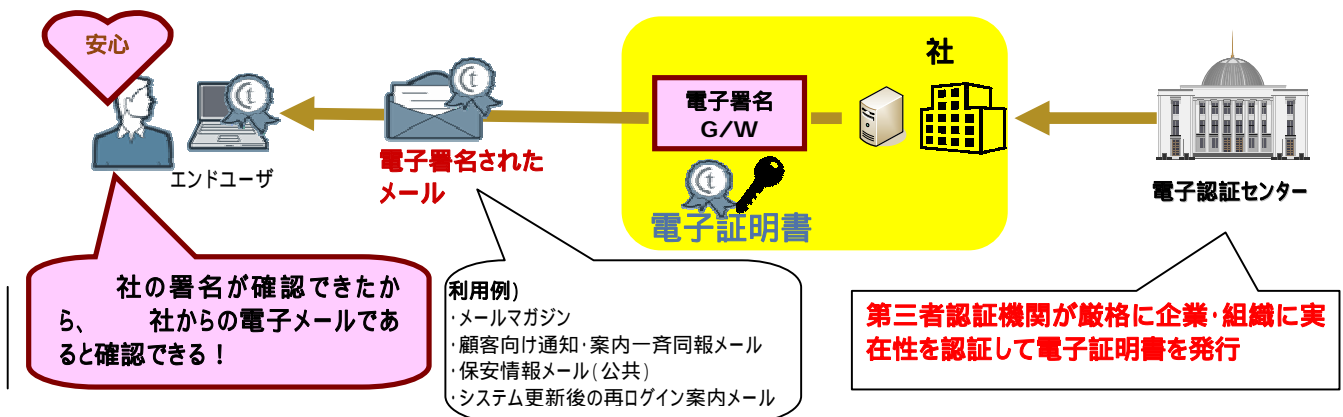 安心
エンドユーザ
電子署名された
メール
電子署名
G/W
電子証明書
社
電子認証センター
社の署名が確認できたか
ら、 社からの電子メールであ
ると確認できる！
利用例)
・メールマガジン
・顧客向け通知・案内一斉同報メール
・保安情報メール(公共)
・システム更新後の再ログイン案内メール
第三者認証機関が厳格に企業・組織に実
在性を認証して電子証明書を発行